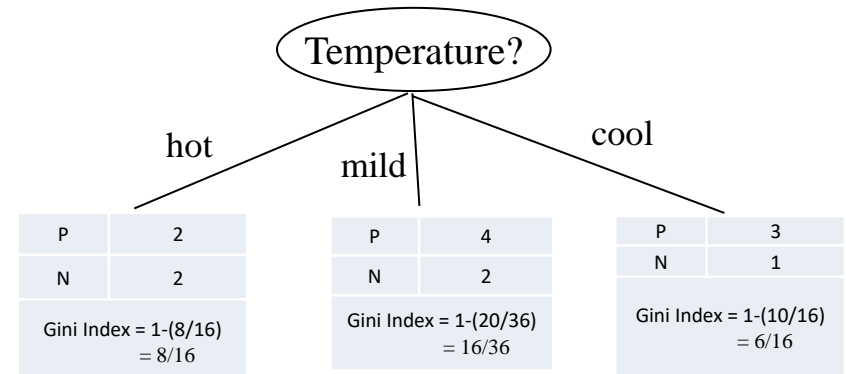 Temperature?
hot
mild
cool
P 2
N 2
Gini Index = 1-(8/16)
= 8/16
P 4
N 2
Gini Index = 1-(20/36)
= 16/36
P 3
N 1
Gini Index = 1-(10/16)
= 6/16